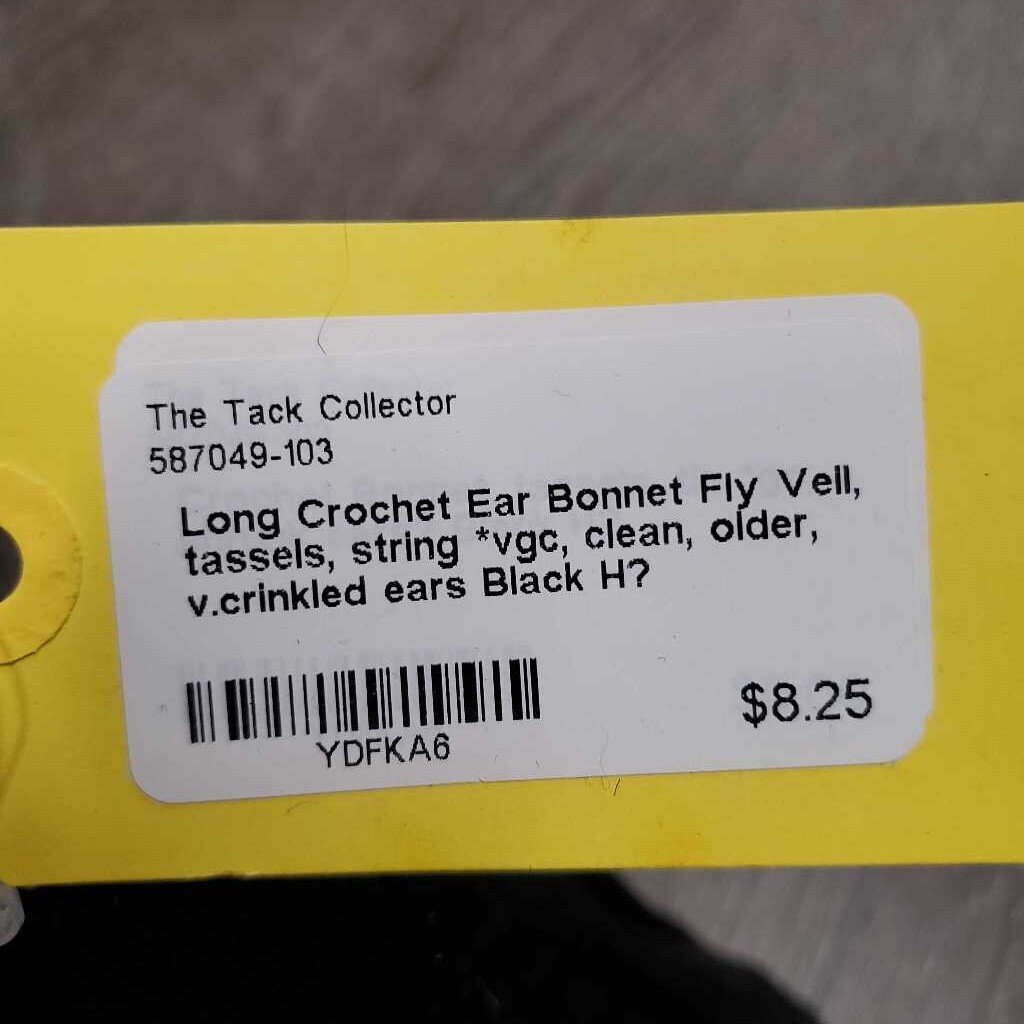 The Tack Collector
587049-103
Long Crochet Ear Bonnet Fly Veil,
tassels, string *vgc, clean, older,
v.crinkled ears Black H?
YDFKA6
$8.25